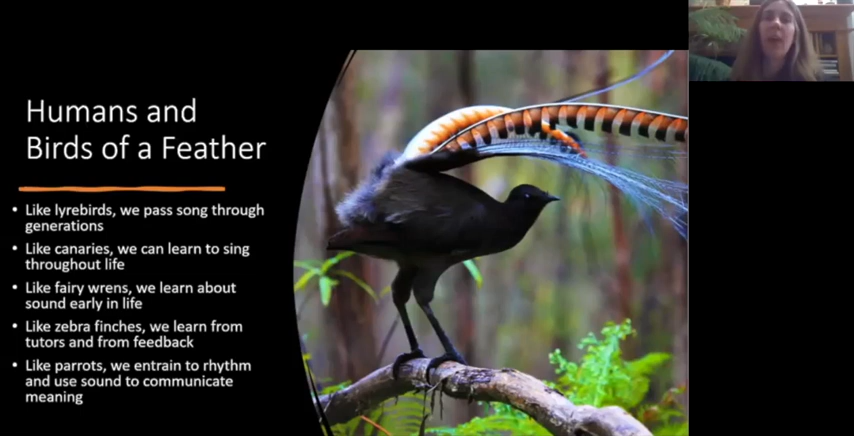 Humans and
Birds of a Feather
• Like lyrebirds, we pass song through
generations
• Like canaries, we can learn to sing
throughout life
• Like fairy wrens, we learn about
sound early in life
• Like zebra finches, we learn from
tutors and from feedback
• Like parrots, we entrain to rhythm
and use sound to communicate
meaning